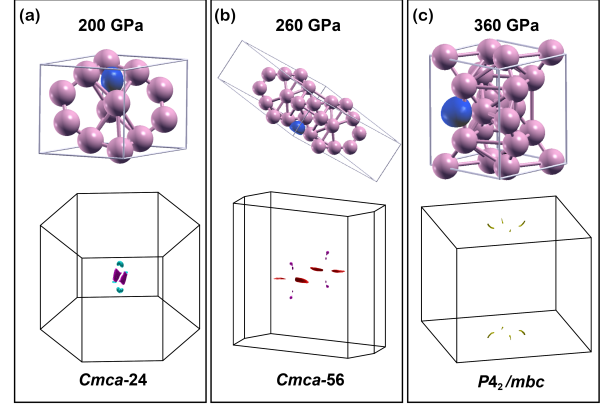 (a) 200 GPa
(b) 260 GPa
(c) 360 GPa
Cmca-24
Cmca-56
P4₂/mbc